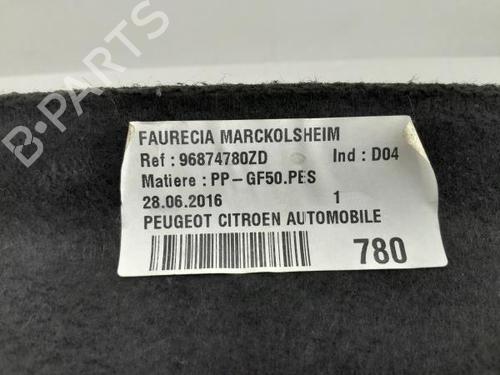 B-PARTS
FAURECIA MARCKOLSHEIM
Ref : 96874780ZD Ind : D04
Matiere : PP-GF50.PES
28.06.2016 1
PEUGEOT CITROEN AUTOMOBILE
780